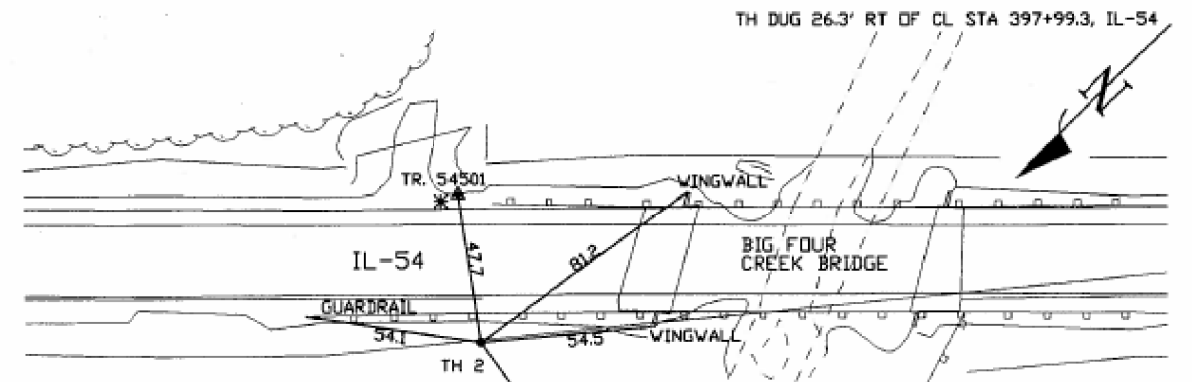 TH DUG 26.3' RT OF CL STA 397+99.3, IL-54
N
TR. 54501
WINGWALL
47.7
81.2
IL-54
BIG FOUR
CREEK BRIDGE
GUARDRAIL
54.1
54.5
WINGWALL
TH 2